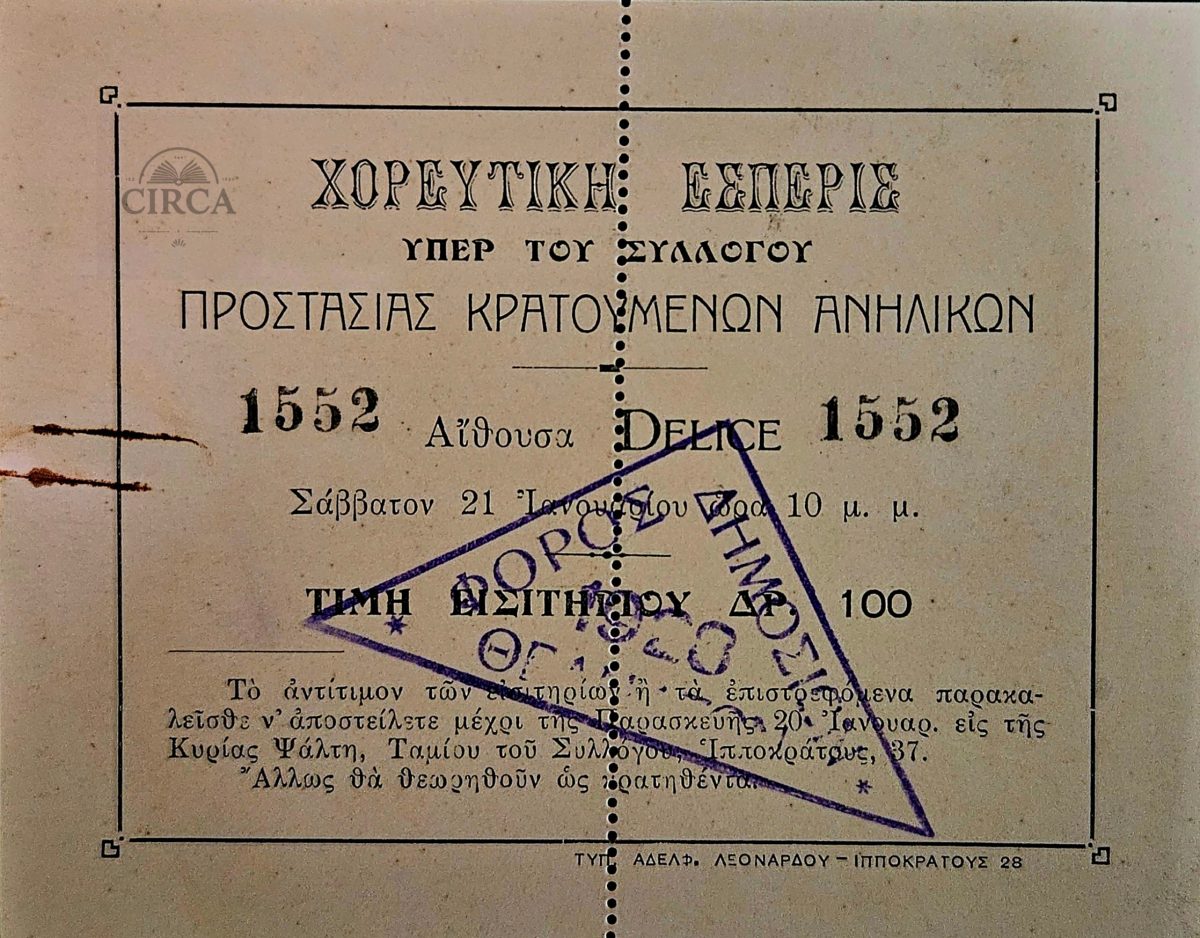 CIRCA
ΧΟΡΕΥΤΙΚΗ ΕΣΠΕΡΙΣ
ΥΠΕΡ ΤΟΥ ΣΥΛΛΟΓΟΥ
ΠΡΟΣΤΑΣΙΑΣ ΚΡΑΤΟΥΜΕΝΩΝ ΑΝΗΛΙΚΩΝ
1552 Αἴθουσα DELICE 1552
Σάββατον 21 Ἰανουαρίου ὥρα 10 μ. μ.
ΤΙΜΗ ΕΙΣΙΤΗΡΙΟΥ ΔΡ. 100
Τὸ ἀντίτιμον τῶν εἰσιτηρίων ἢ τὰ ἐπιστρεφόμενα παρακα-
λεῖσθε ν' ἀποστείλετε μέχρι τῆς Παρασκευῆς 20 Ἰανουαρ. εἰς τῆς
Κυρίας Ψάλτη, Ταμίου τοῦ Συλλόγου, Ἱπποκράτους, 37.
Ἄλλως θὰ θεωρηθοῦν ὡς κρατηθέντα.
ΦΟΡΟΣ ΔΗΜΟΣΙ
ΤΥΠ. ΑΔΕΛΦ. ΛΕΟΝΑΡΔΟΥ – ΙΠΠΟΚΡΑΤΟΥΣ 28